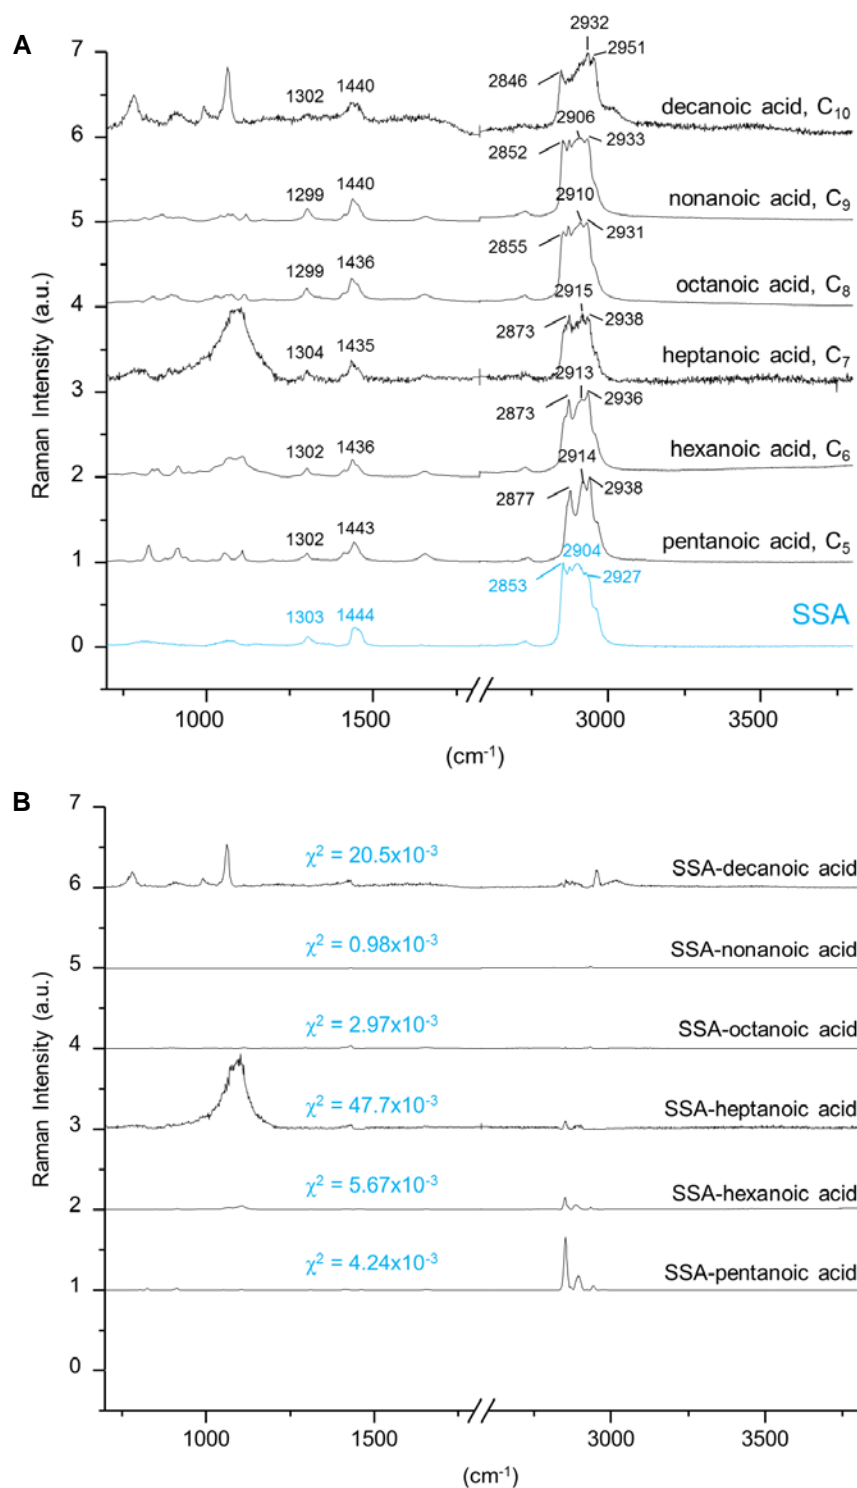 A
7
2932
2951
2846
1440
1302
decanoic acid, C10
6
2906
2933
2852
1440
1299
nonanoic acid, C9
5
2910
2931
2855
1436
1299
octanoic acid, C8
4
2915
2938
2873
1435
1304
heptanoic acid, C7
3
2913
2936
2873
1436
1302
hexanoic acid, C6
2
2914
2938
2877
1443
1302
pentanoic acid, C5
1
2904
2927
2853
1444
1303
SSA
0
Raman Intensity (a.u.)
1000 1500 3000 3500
(cm-1)
B
7
χ2 = 20.5x10-3
SSA-decanoic acid
6
χ2 = 0.98x10-3
SSA-nonanoic acid
5
χ2 = 2.97x10-3
SSA-octanoic acid
4
χ2 = 47.7x10-3
SSA-heptanoic acid
3
χ2 = 5.67x10-3
SSA-hexanoic acid
2
χ2 = 4.24x10-3
SSA-pentanoic acid
1
0
Raman Intensity (a.u.)
1000 1500 3000 3500
(cm-1)